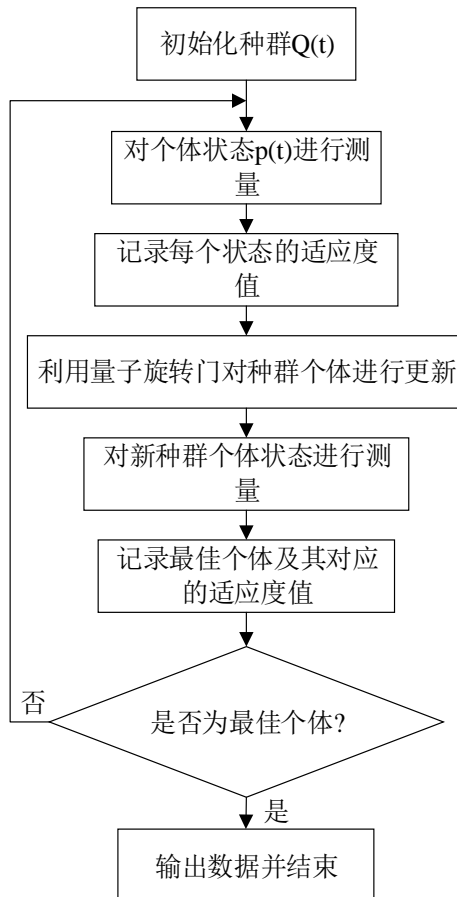 初始化种群Q(t)
对个体状态p(t)进行测
量
记录每个状态的适应度
值
利用量子旋转门对种群个体进行更新
对新种群个体状态进行测
量
记录最佳个体及其对应
的适应度值
否
是否为最佳个体?
是
输出数据并结束